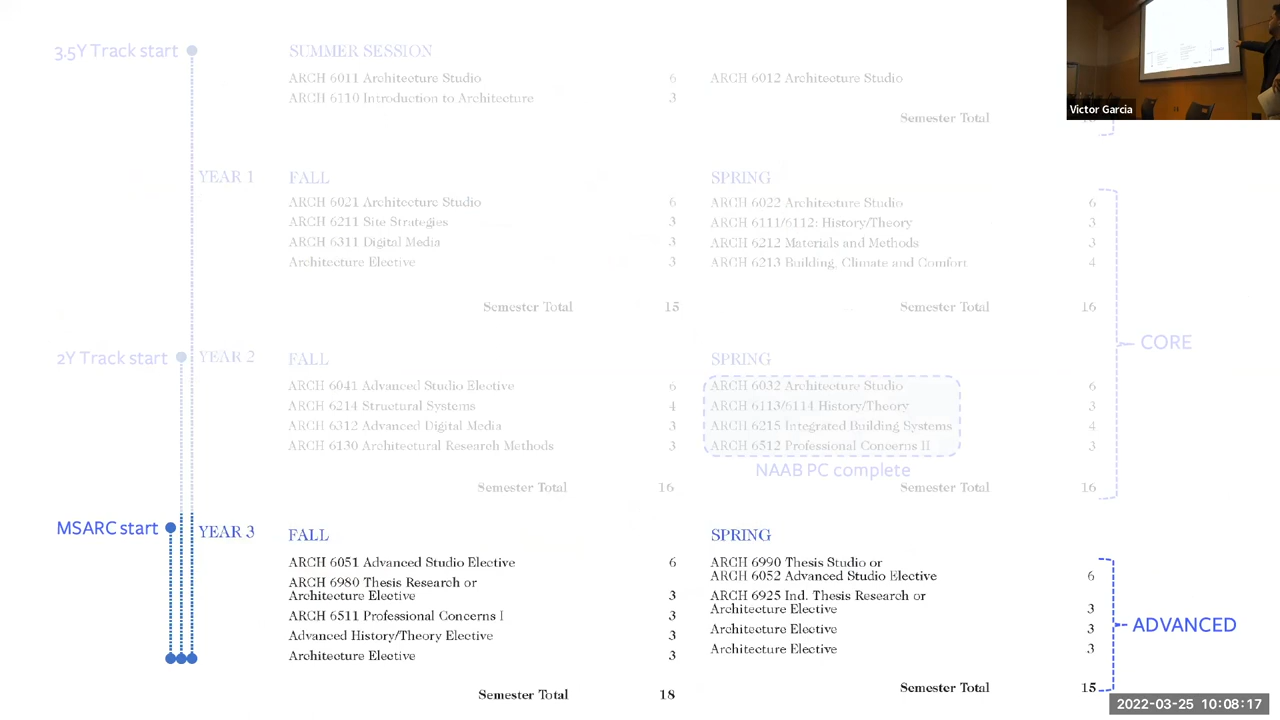 3.5Y Track start
SUMMER SESSION
ARCH 6011 Architecture Studio 6
ARCH 6110 Introduction to Architecture 3
ARCH 6012 Architecture Studio
Semester Total
Victor Garcia
YEAR 1
FALL
ARCH 6021 Architecture Studio 6
ARCH 6211 Site Strategies 3
ARCH 6311 Digital Media 3
Architecture Elective 3
Semester Total 15
SPRING
ARCH 6022 Architecture Studio 6
ARCH 6111/6112: History/Theory 3
ARCH 6212 Materials and Methods 3
ARCH 6213 Building, Climate and Comfort 4
Semester Total 16
CORE
2Y Track start
YEAR 2
FALL
ARCH 6041 Advanced Studio Elective 6
ARCH 6214 Structural Systems 4
ARCH 6312 Advanced Digital Media 3
ARCH 6130 Architectural Research Methods 3
Semester Total 16
SPRING
ARCH 6032 Architecture Studio 6
ARCH 6113/6114 History/Theory 3
ARCH 6215 Integrated Building Systems 4
ARCH 6512 Professional Concerns II 3
NAAB PC complete
Semester Total 16
MSARC start
YEAR 3
FALL
ARCH 6051 Advanced Studio Elective 6
ARCH 6980 Thesis Research or
Architecture Elective 3
ARCH 6511 Professional Concerns I 3
Advanced History/Theory Elective 3
Architecture Elective 3
Semester Total 18
SPRING
ARCH 6990 Thesis Studio or
ARCH 6052 Advanced Studio Elective 6
ARCH 6925 Ind. Thesis Research or
Architecture Elective 3
Architecture Elective 3
Architecture Elective 3
Semester Total 15
ADVANCED
2022-03-25 10:08:17